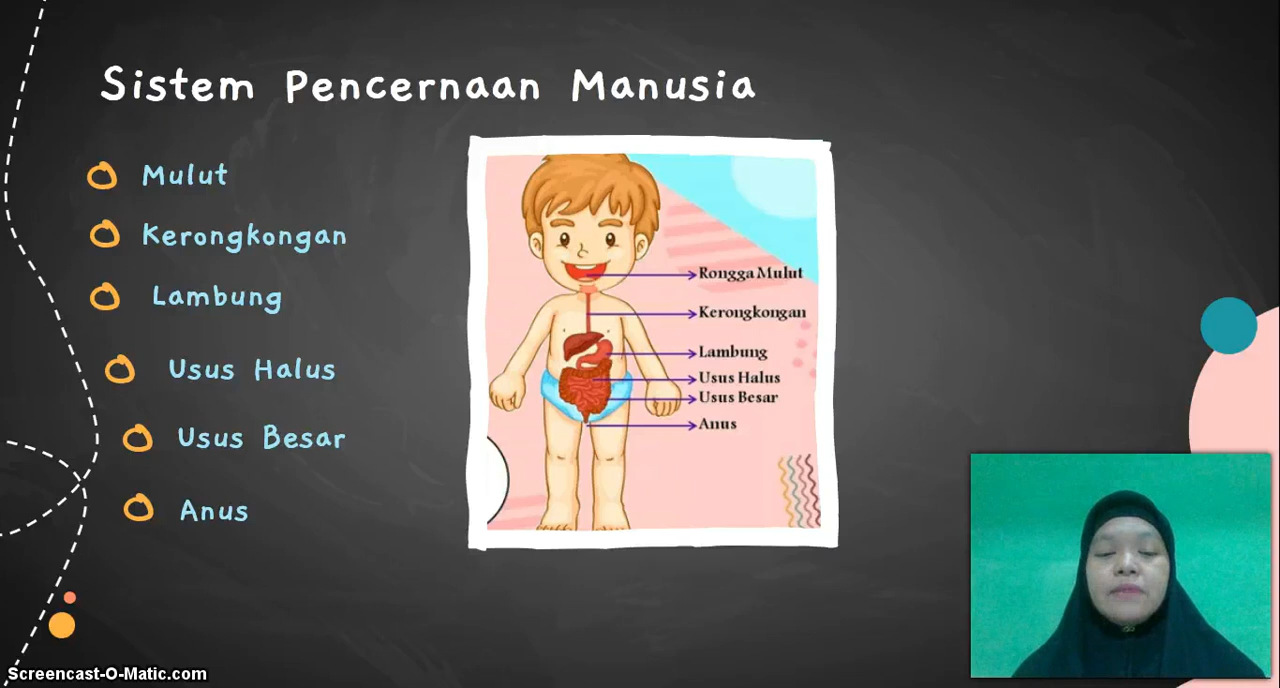 Sistem Pencernaan Manusia
Mulut
Kerongkongan
Lambung
Usus Halus
Usus Besar
Anus
Rongga Mulut
Kerongkongan
Lambung
Usus Halus
Usus Besar
Anus
Screencast-O-Matic.com